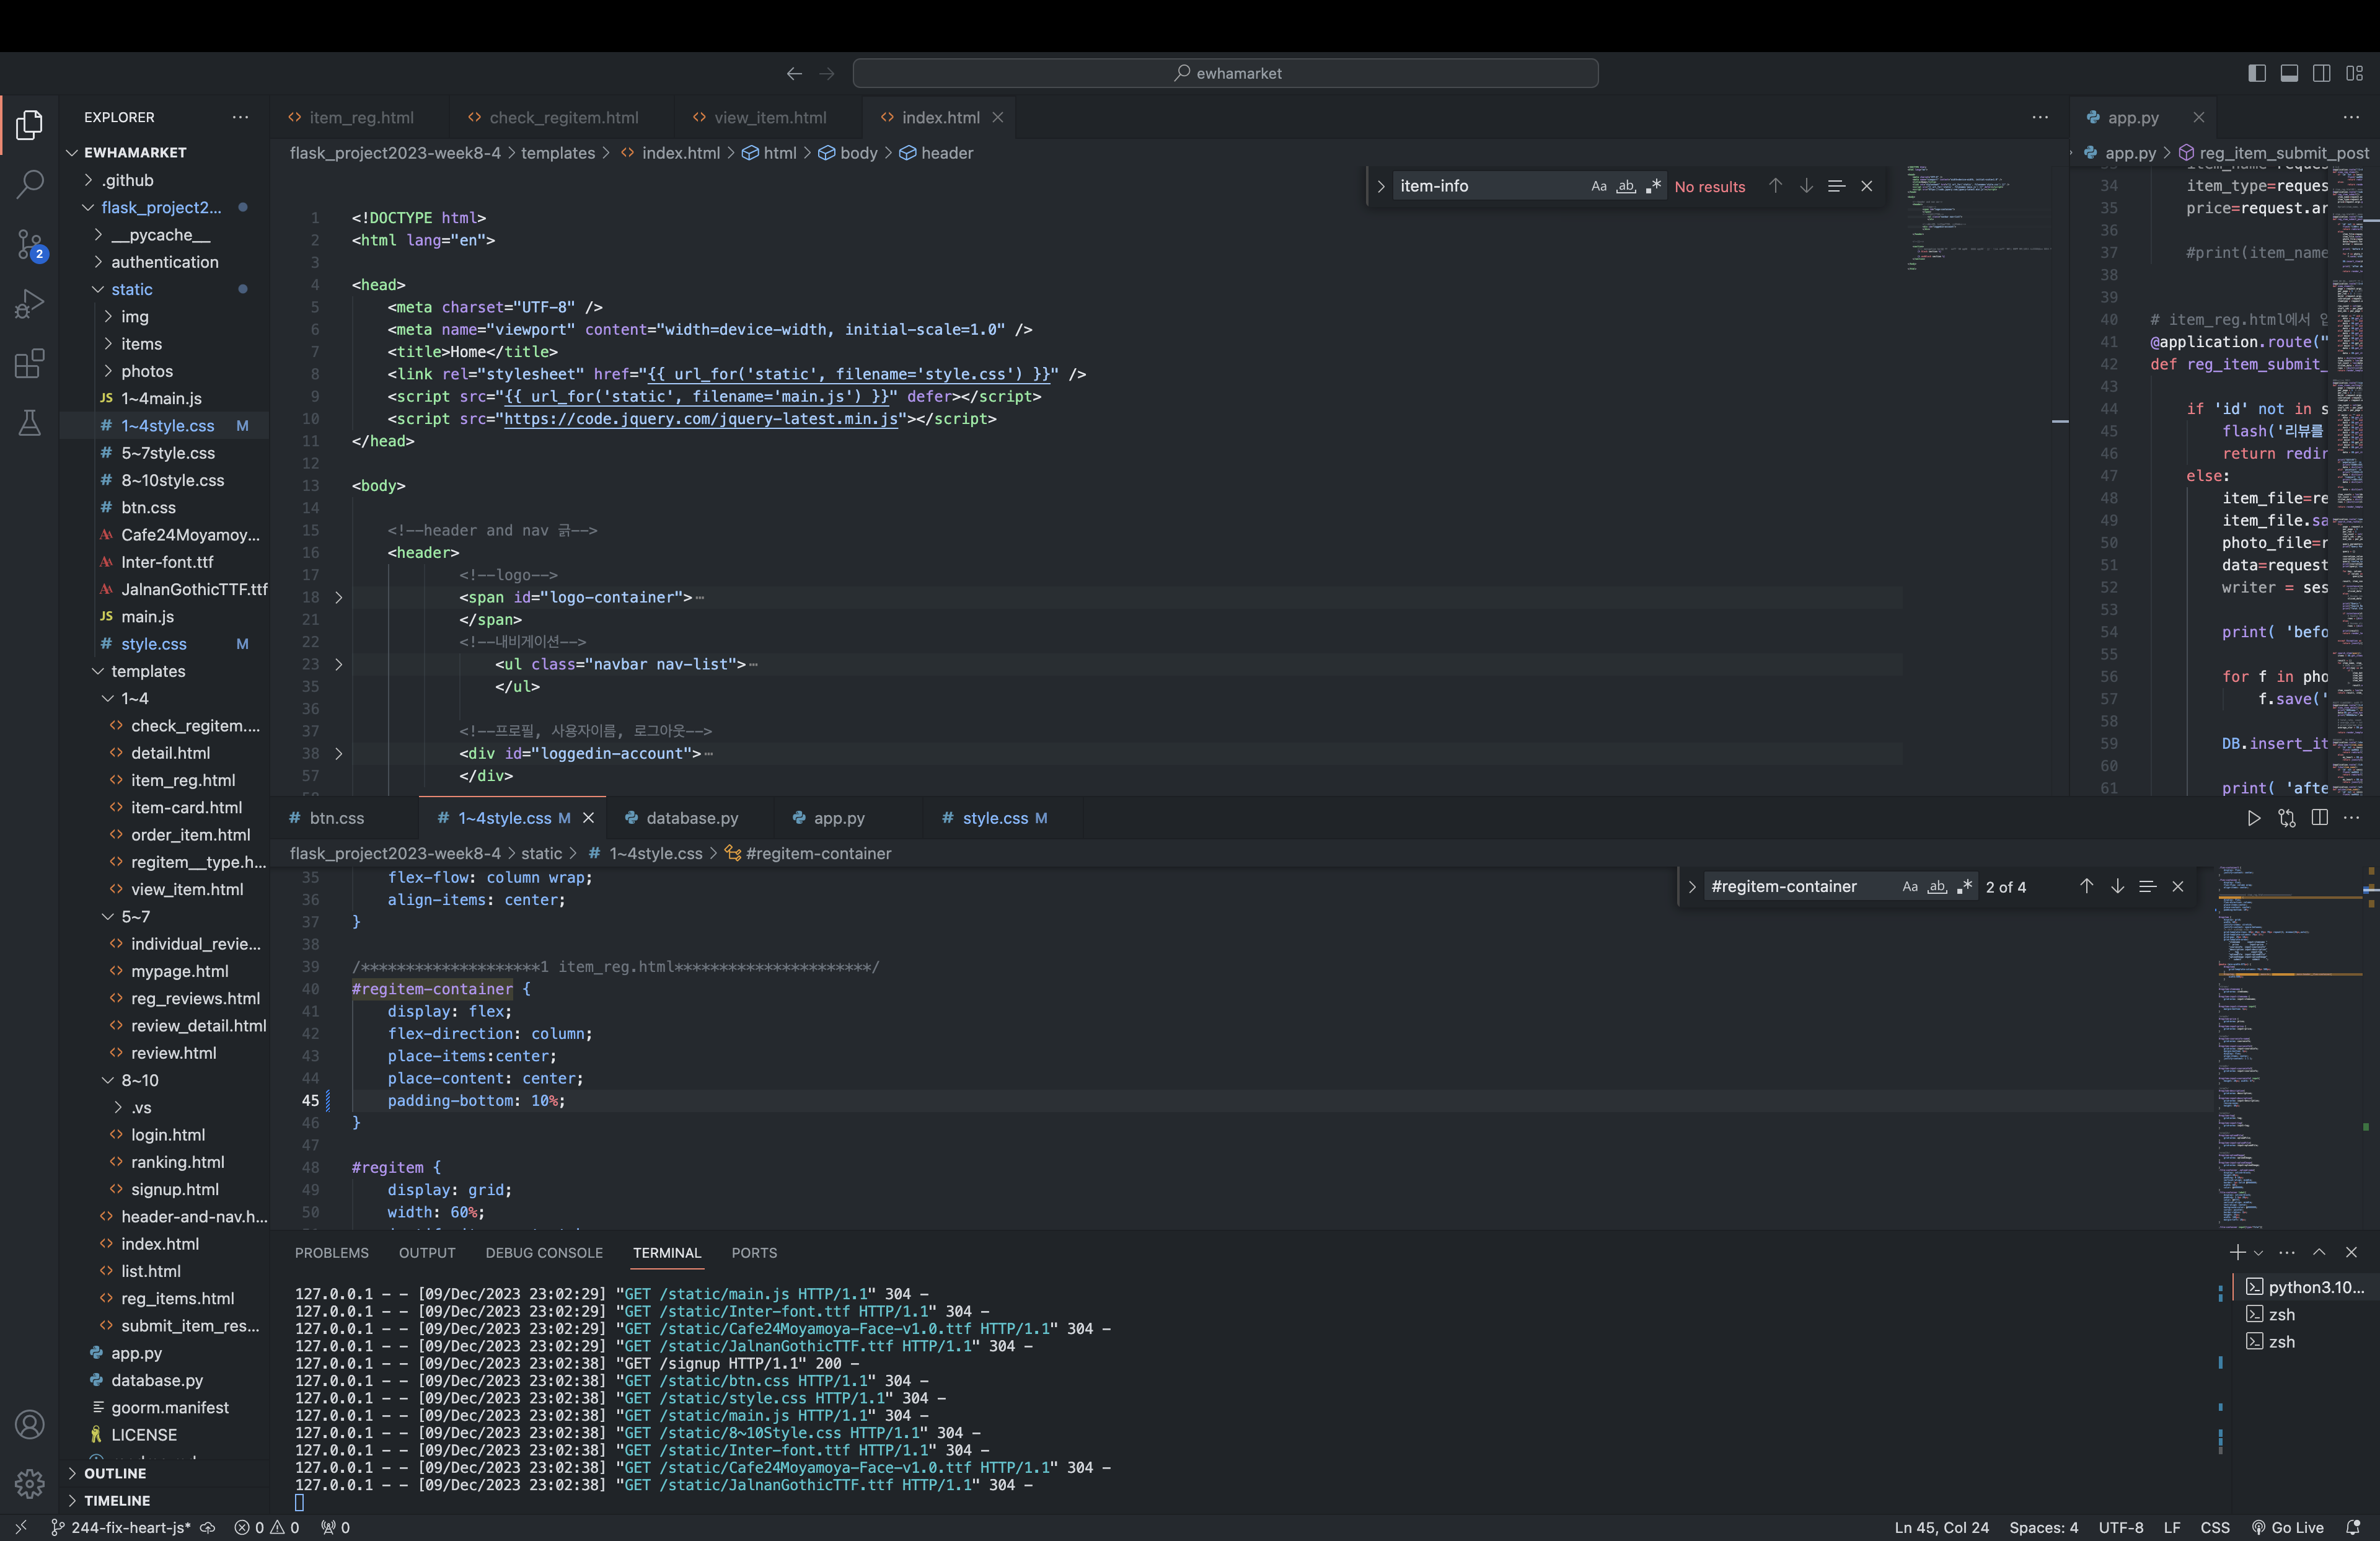 ewhamarket
EXPLORER
EWHAMARKET
.github
flask_project2...
__pycache__
authentication
static
img
items
photos
JS 1~4main.js
# 1~4style.css M
# 5~7style.css
# 8~10style.css
# btn.css
Cafe24Moyamoy...
Inter-font.ttf
JalnanGothicTTF.ttf
JS main.js
# style.css M
templates
1~4
check_regitem....
detail.html
item_reg.html
item-card.html
order_item.html
regitem__type.h...
view_item.html
5~7
individual_revie...
mypage.html
reg_reviews.html
review_detail.html
review.html
8~10
.vs
login.html
ranking.html
signup.html
header-and-nav.h...
index.html
list.html
reg_items.html
submit_item_res...
app.py
database.py
goorm.manifest
LICENSE
OUTLINE
TIMELINE
2
item_reg.html
check_regitem.html
view_item.html
index.html
flask_project2023-week8-4 > templates > index.html > html > body > header
item-info
Aa ab .*
No results
1 <!DOCTYPE html>
2 <html lang="en">
3
4 <head>
5 <meta charset="UTF-8" />
6 <meta name="viewport" content="width=device-width, initial-scale=1.0" />
7 <title>Home</title>
8 <link rel="stylesheet" href="{{ url_for('static', filename='style.css') }}" />
9 <script src="{{ url_for('static', filename='main.js') }}" defer></script>
10 <script src="https://code.jquery.com/jquery-latest.min.js"></script>
11 </head>
12
13 <body>
14
15 <!--header and nav 긁-->
16 <header>
17 <!--logo-->
18 <span id="logo-container">…
21 </span>
22 <!--내비게이션-->
23 <ul class="navbar nav-list">…
35 </ul>
36
37 <!--프로필, 사용자이름, 로그아웃-->
38 <div id="loggedin-account">…
57 </div>
app.py
app.py > reg_item_submit_post
34 item_type=reques
35 price=request.ar
36
37 #print(item_name
38
39
40 # item_reg.html에서 입
41 @application.route("
42 def reg_item_submit_
43
44 if 'id' not in s
45 flash('리뷰를
46 return redir
47 else:
48 item_file=re
49 item_file.sa
50 photo_file=r
51 data=request
52 writer = ses
53
54 print( 'befo
55
56 for f in pho
57 f.save('
58
59 DB.insert_it
60
61 print( 'afte
# btn.css
# 1~4style.css M
database.py
app.py
# style.css M
flask_project2023-week8-4 > static > # 1~4style.css > #regitem-container
#regitem-container
Aa ab .*
2 of 4
35 flex-flow: column wrap;
36 align-items: center;
37 }
38
39 /********************1 item_reg.html**********************/
40 #regitem-container {
41 display: flex;
42 flex-direction: column;
43 place-items:center;
44 place-content: center;
45 padding-bottom: 10%;
46 }
47
48 #regitem {
49 display: grid;
50 width: 60%;
PROBLEMS OUTPUT DEBUG CONSOLE TERMINAL PORTS
127.0.0.1 - - [09/Dec/2023 23:02:29] "GET /static/main.js HTTP/1.1" 304 -
127.0.0.1 - - [09/Dec/2023 23:02:29] "GET /static/Inter-font.ttf HTTP/1.1" 304 -
127.0.0.1 - - [09/Dec/2023 23:02:29] "GET /static/Cafe24Moyamoya-Face-v1.0.ttf HTTP/1.1" 304 -
127.0.0.1 - - [09/Dec/2023 23:02:29] "GET /static/JalnanGothicTTF.ttf HTTP/1.1" 304 -
127.0.0.1 - - [09/Dec/2023 23:02:38] "GET /signup HTTP/1.1" 200 -
127.0.0.1 - - [09/Dec/2023 23:02:38] "GET /static/btn.css HTTP/1.1" 304 -
127.0.0.1 - - [09/Dec/2023 23:02:38] "GET /static/style.css HTTP/1.1" 304 -
127.0.0.1 - - [09/Dec/2023 23:02:38] "GET /static/main.js HTTP/1.1" 304 -
127.0.0.1 - - [09/Dec/2023 23:02:38] "GET /static/8~10Style.css HTTP/1.1" 304 -
127.0.0.1 - - [09/Dec/2023 23:02:38] "GET /static/Inter-font.ttf HTTP/1.1" 304 -
127.0.0.1 - - [09/Dec/2023 23:02:38] "GET /static/Cafe24Moyamoya-Face-v1.0.ttf HTTP/1.1" 304 -
127.0.0.1 - - [09/Dec/2023 23:02:38] "GET /static/JalnanGothicTTF.ttf HTTP/1.1" 304 -
python3.10...
zsh
zsh
244-fix-heart-js* 0 0 0
Ln 45, Col 24 Spaces: 4 UTF-8 LF CSS Go Live